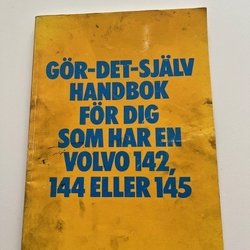 GÖR-DET-SJÄLV
HANDBOK
FÖR DIG
SOM HAR EN
VOLVO 142,
144 ELLER 145